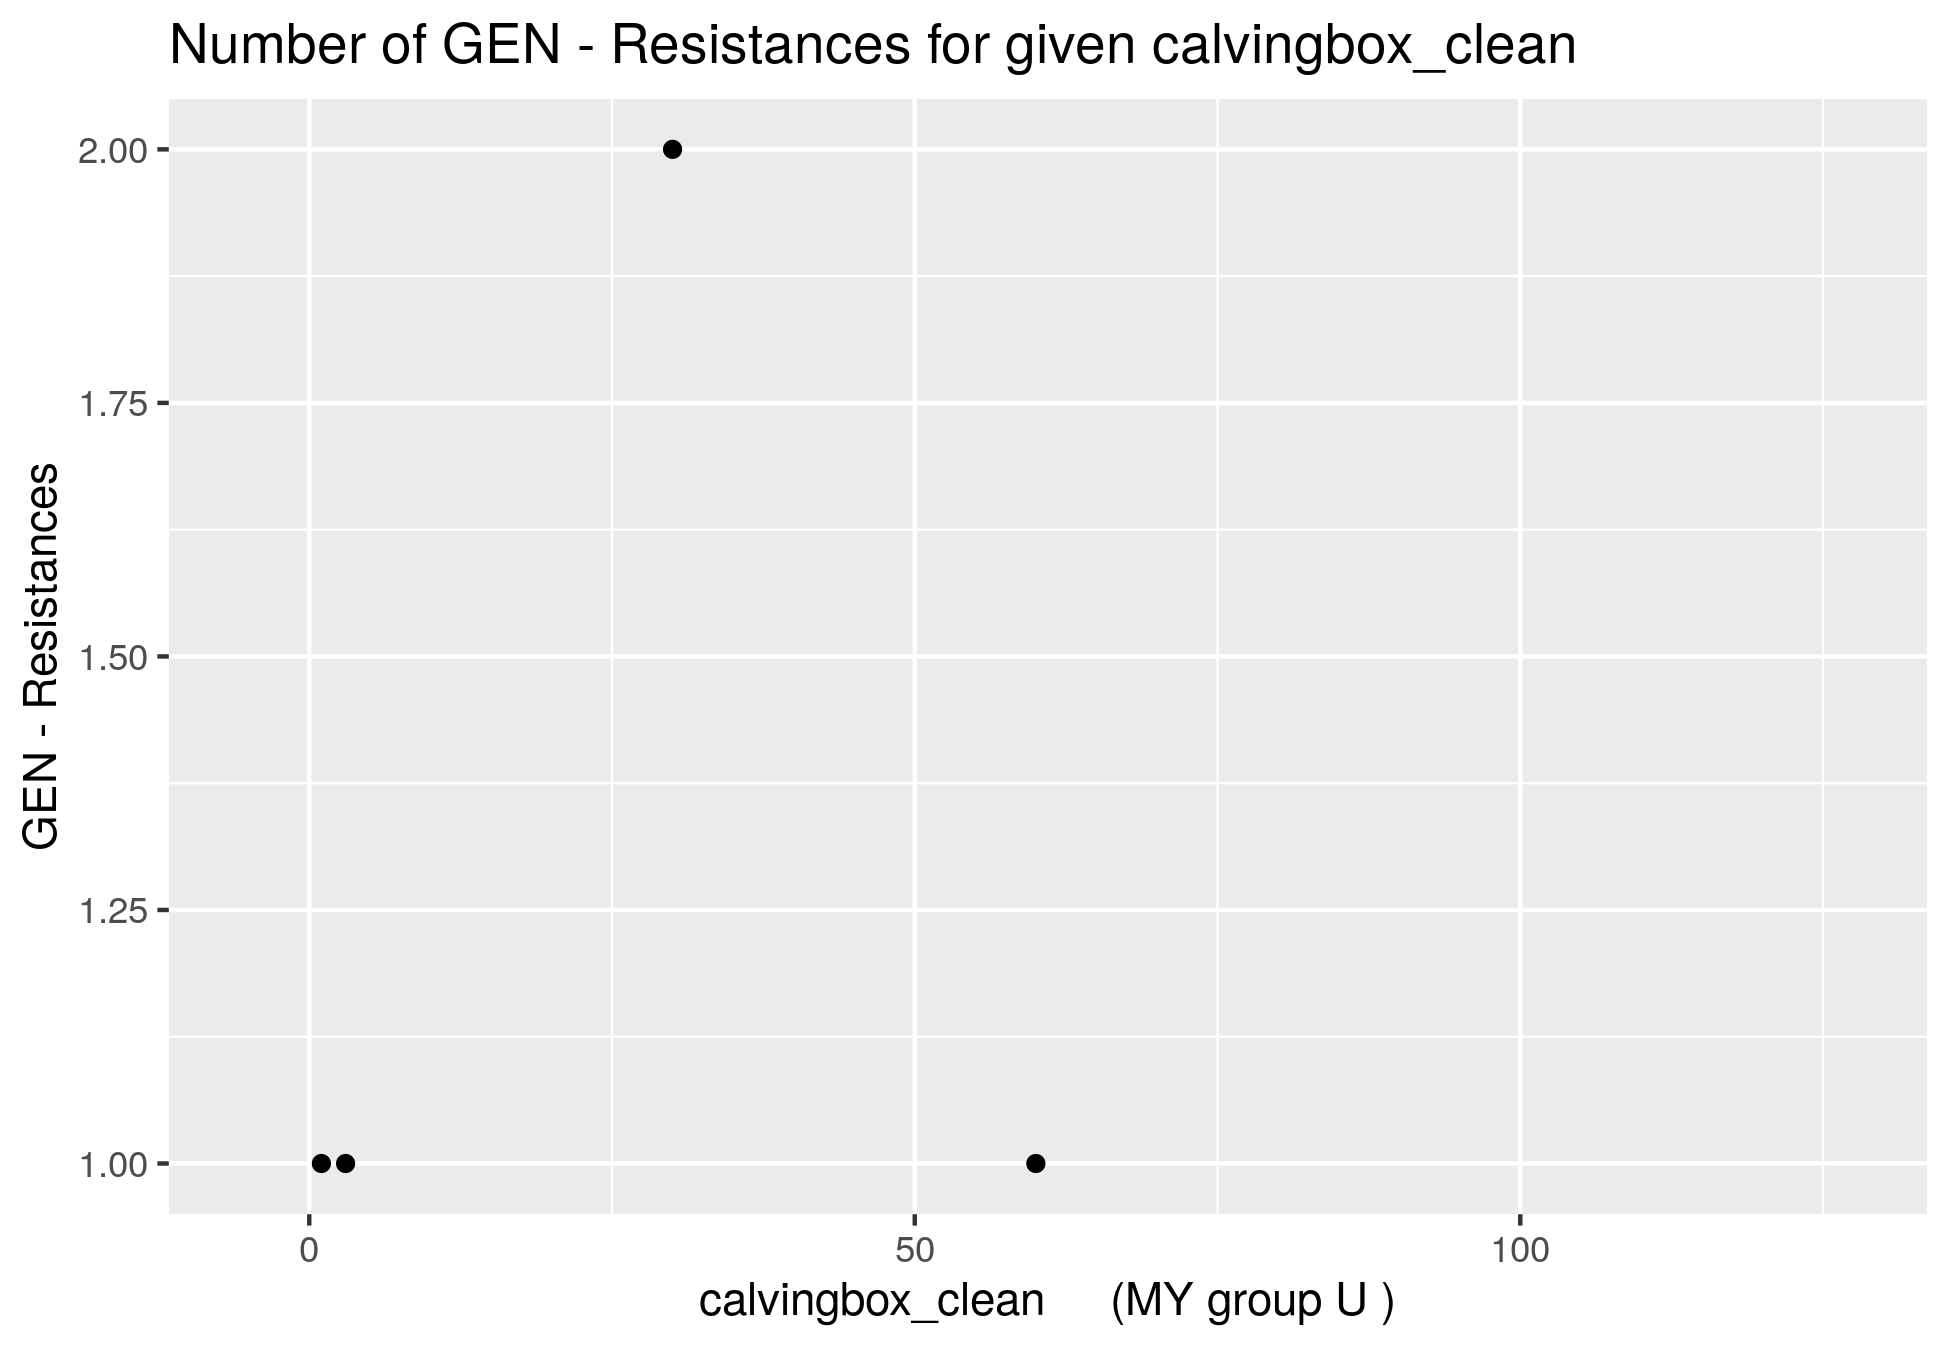 Number of GEN - Resistances for given calvingbox_clean
2.00
1.75
1.50
1.25
1.00
GEN - Resistances
0 50 100
calvingbox_clean (MY group U )